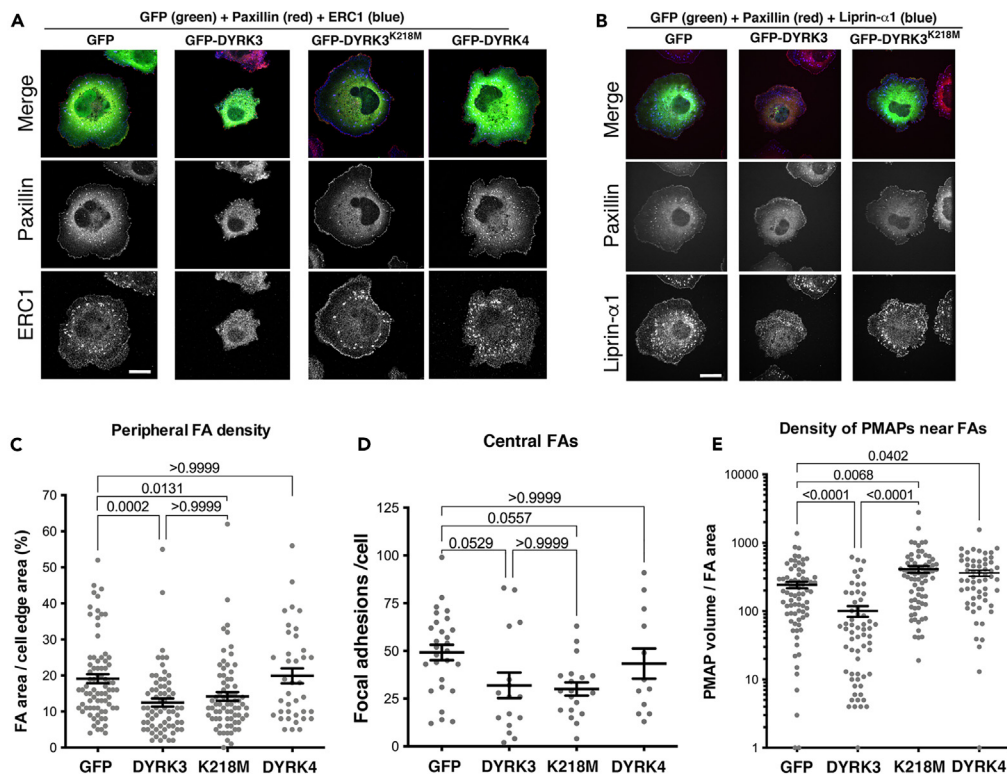 A
GFP (green) + Paxillin (red) + ERC1 (blue)
GFP GFP-DYRK3 GFP-DYRK3K218M GFP-DYRK4
Merge
Paxillin
ERC1
B
GFP (green) + Paxillin (red) + Liprin-α1 (blue)
GFP GFP-DYRK3 GFP-DYRK3K218M
Merge
Paxillin
Liprin-α1
C
Peripheral FA density
>0.9999
0.0131
0.0002 >0.9999
FA area / cell edge area (%)
70
60
50
40
30
20
10
0
GFP DYRK3 K218M DYRK4
D
Central FAs
>0.9999
0.0557
0.0529 >0.9999
Focal adhesions /cell
125
100
75
50
25
0
GFP DYRK3 K218M DYRK4
E
Density of PMAPs near FAs
0.0402
0.0068
<0.0001 <0.0001
PMAP volume / FA area
10000
1000
100
10
1
GFP DYRK3 K218M DYRK4